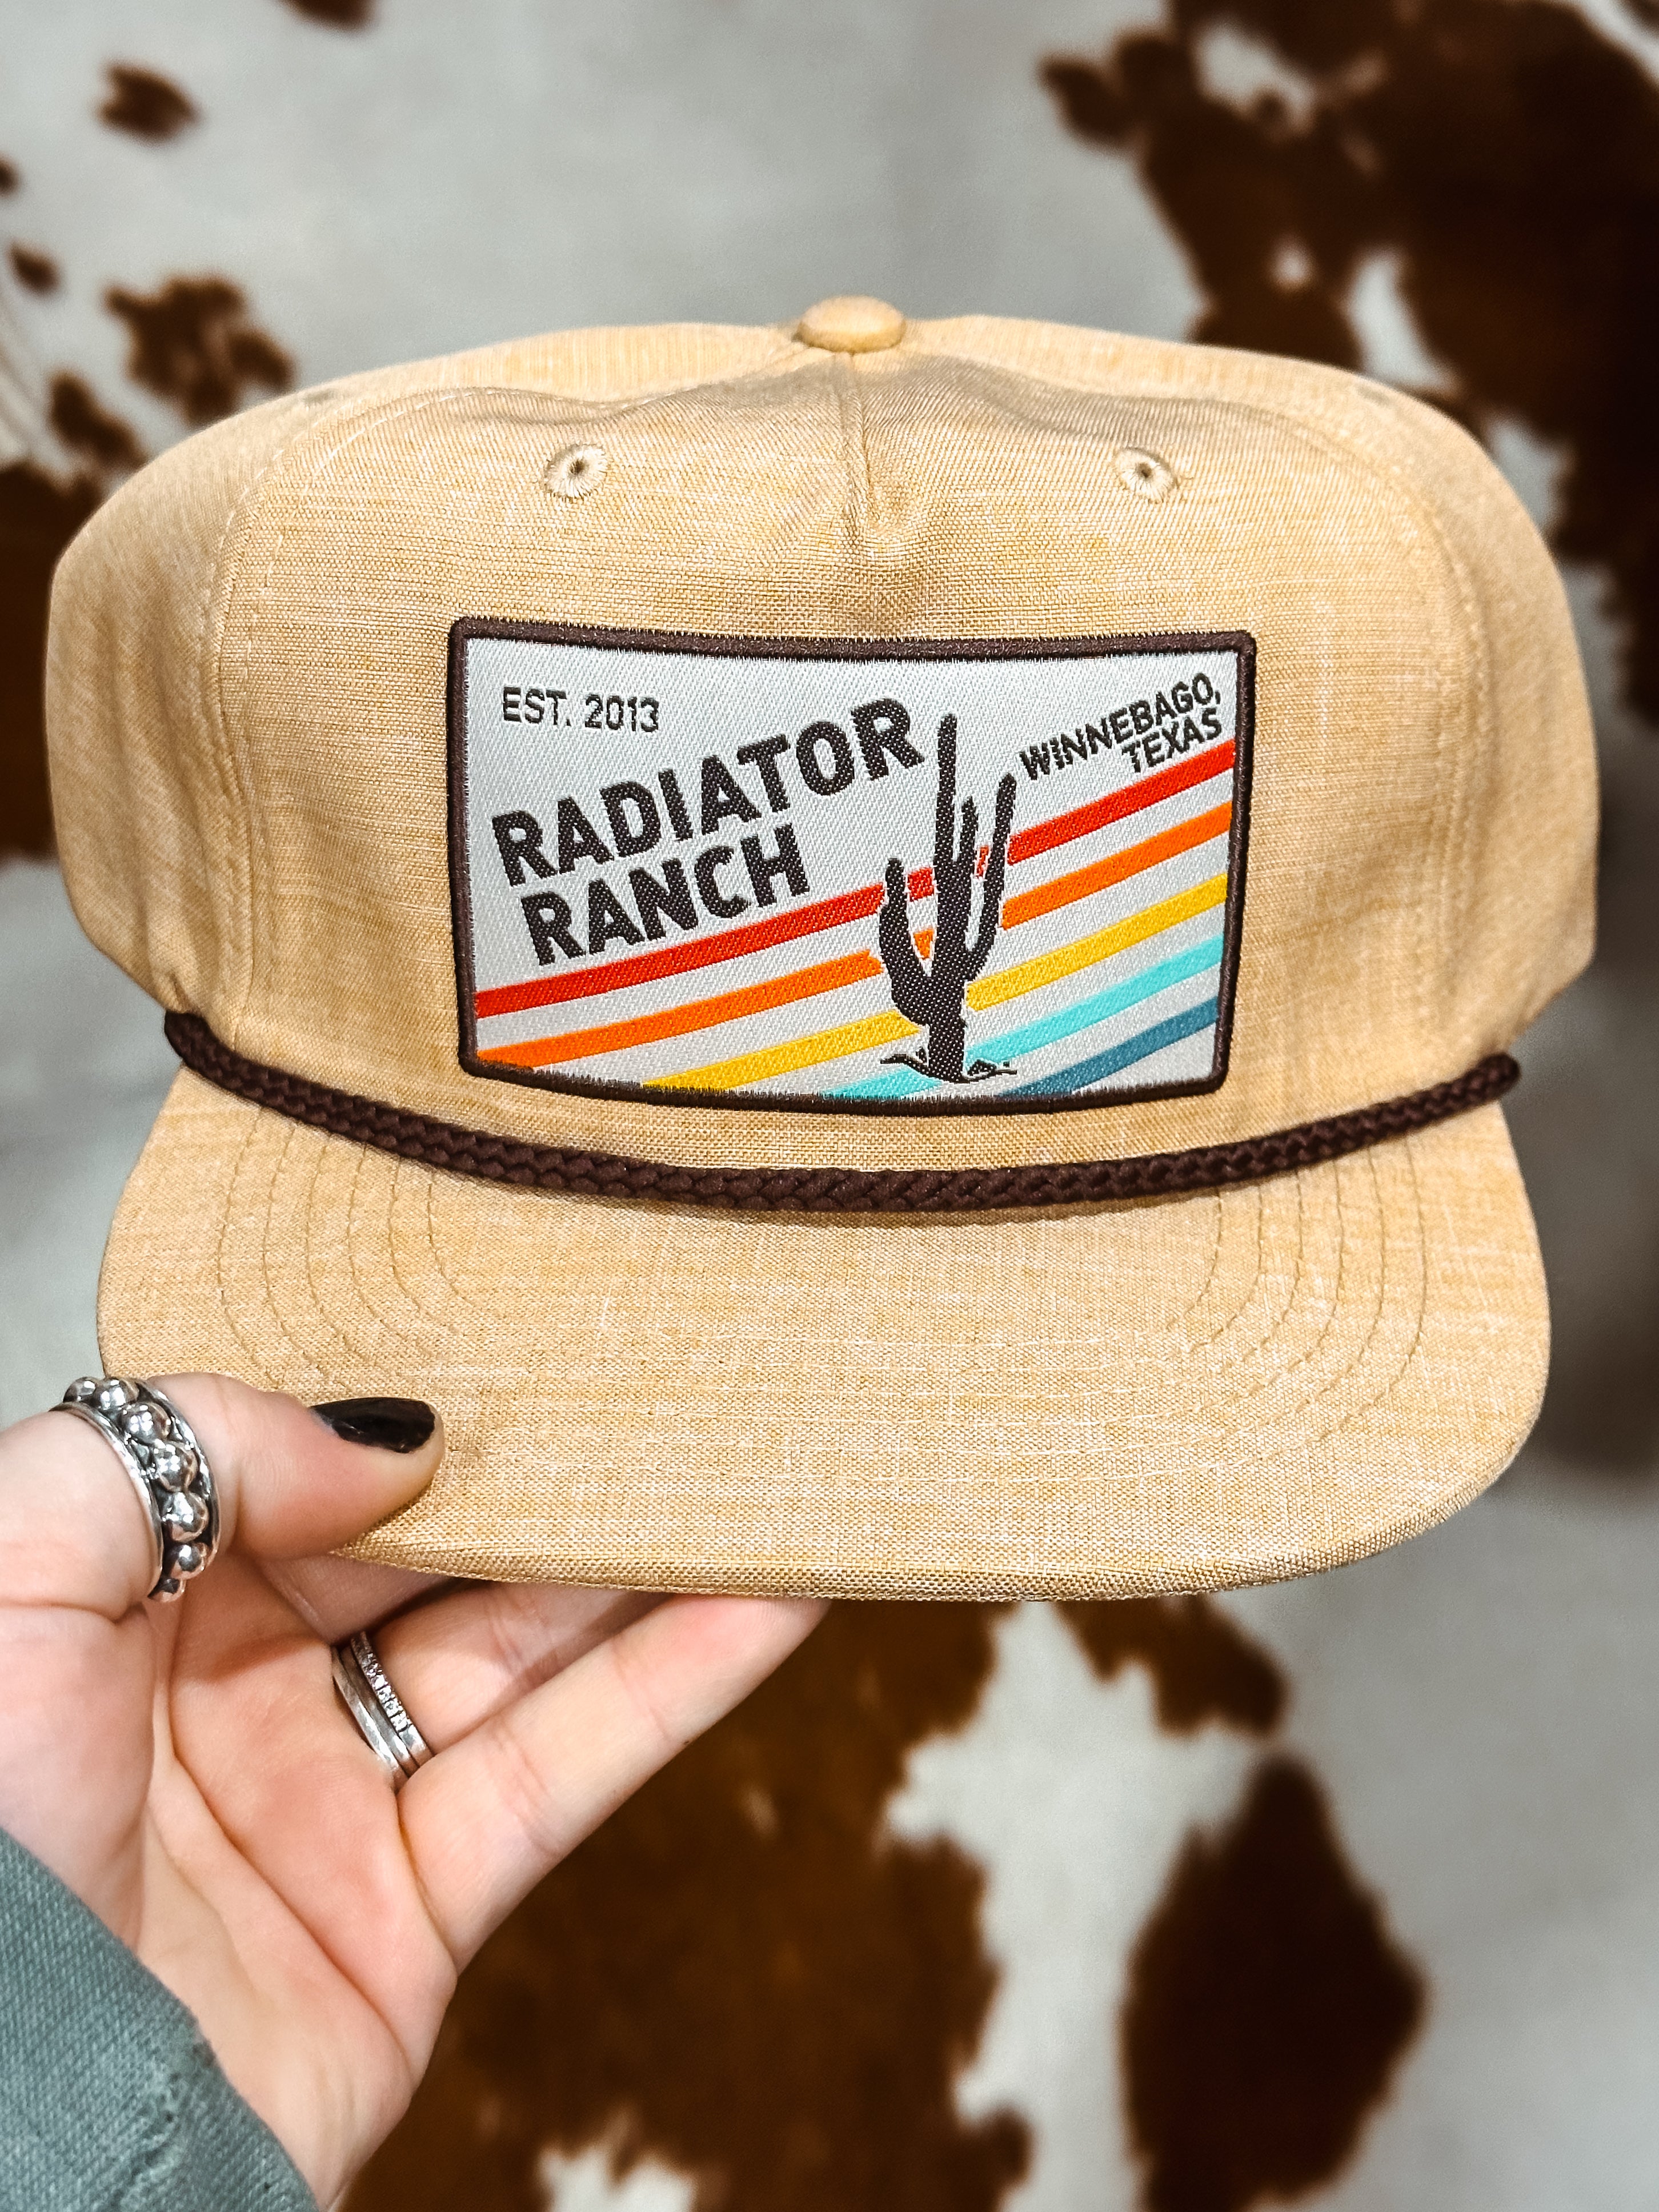 EST. 2013
RADIATOR
RANCH
WINNEBAGO,
TEXAS